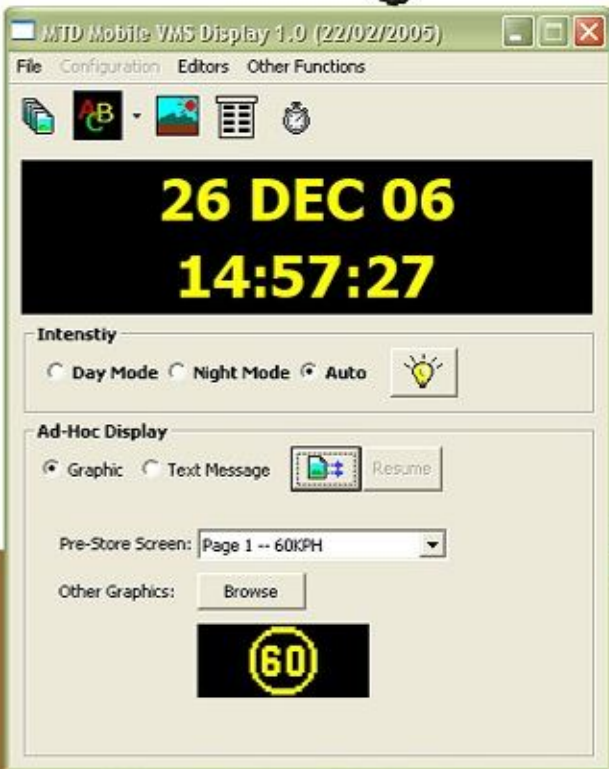 MTD Mobile VMS Display 1.0 (22/02/2005)
File Configuration Editors Other Functions
ABC
26 DEC 06
14:57:27
Intenstiy
Day Mode Night Mode Auto
Ad-Hoc Display
Graphic Text Message Resume
Pre-Store Screen: Page 1 -- 60KPH
Other Graphics: Browse
60